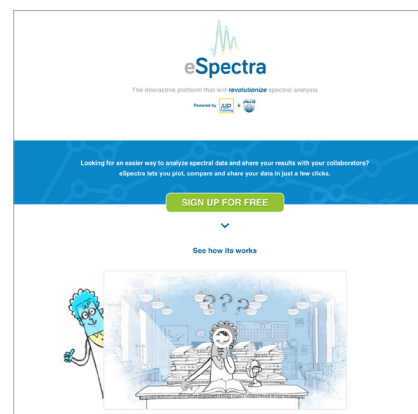 eSpectra
The interactive platform that will revolutionize spectral analysis
Powered by AIP &
Looking for an easier way to analyze spectral data and share your results with your collaborators?
eSpectra lets you plot, compare and share your data in just a few clicks.
SIGN UP FOR FREE
See how its works
? ? ?